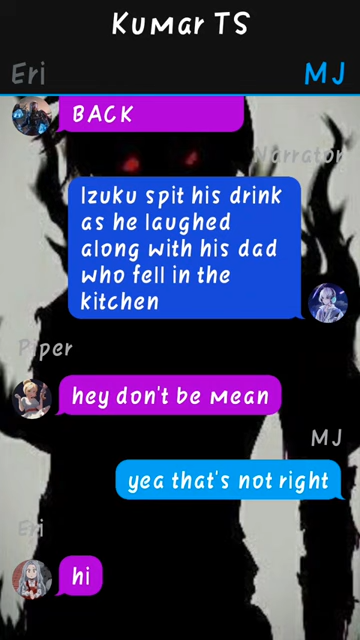 Kumar TS
Eri
MJ
BACK
Narrator
Izuku spit his drink
as he laughed
along with his dad
who fell in the
kitchen
Piper
hey don't be mean
MJ
yea that's not right
Eri
hi